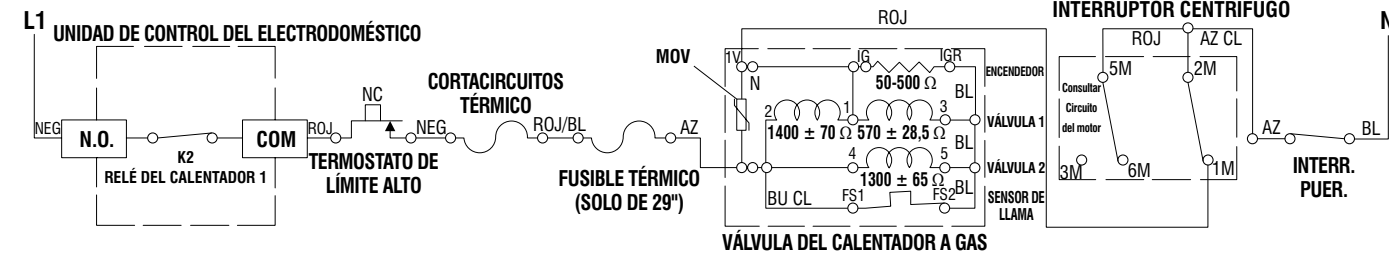 L1
UNIDAD DE CONTROL DEL ELECTRODOMÉSTICO
NEG
N.O.
K2
RELÉ DEL CALENTADOR 1
COM
ROJ
NC
TERMOSTATO DE
LÍMITE ALTO
NEG
CORTACIRCUITOS
TÉRMICO
ROJ/BL
FUSIBLE TÉRMICO
(SOLO DE 29")
AZ
MOV
ROJ
1V
N
IG
IGR
50-500 Ω
ENCENDEDOR
BL
2
1
3
1400 ± 70 Ω
570 ± 28,5 Ω
VÁLVULA 1
BL
4
5
VÁLVULA 2
1300 ± 65 Ω
BU CL
FS1
FS2
BL
SENSOR DE
LLAMA
VÁLVULA DEL CALENTADOR A GAS
INTERRUPTOR CENTRÍFUGO
ROJ
AZ CL
5M
2M
Consultar
Circuito
del motor
3M
6M
1M
AZ
BL
INTERR.
PUER.
N